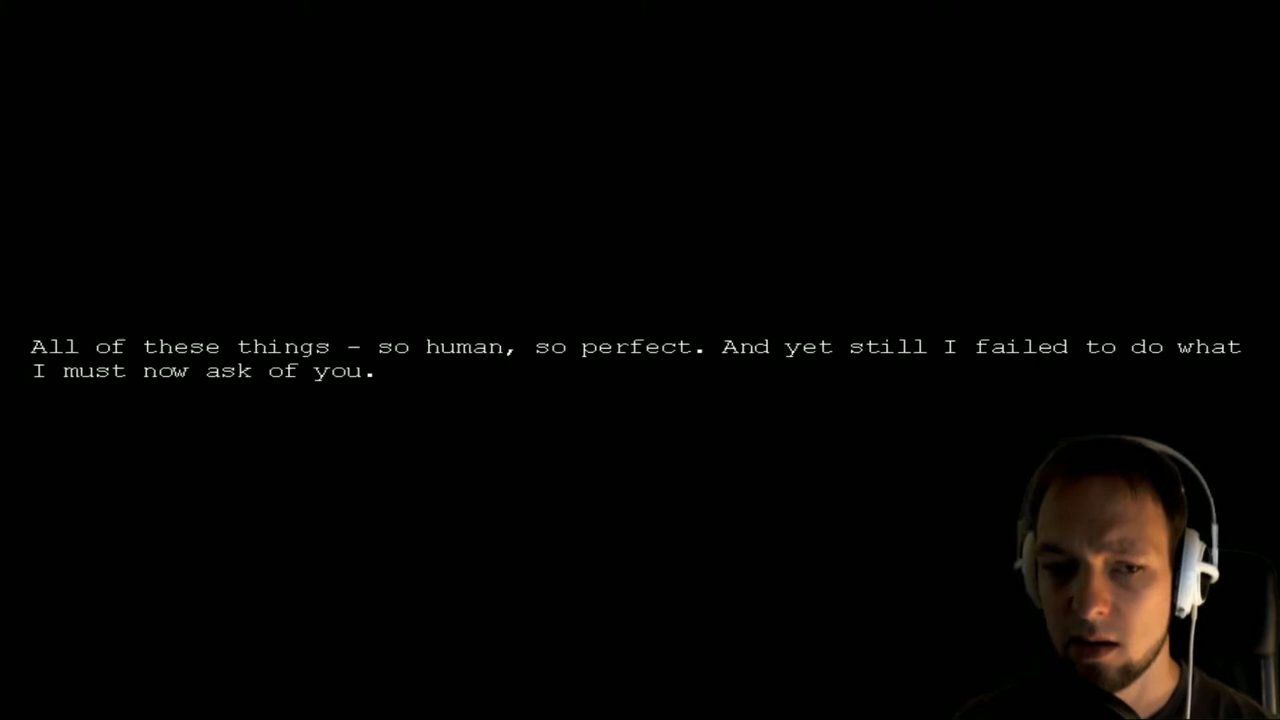 All of these things – so human, so perfect. And yet still I failed to do what
I must now ask of you.